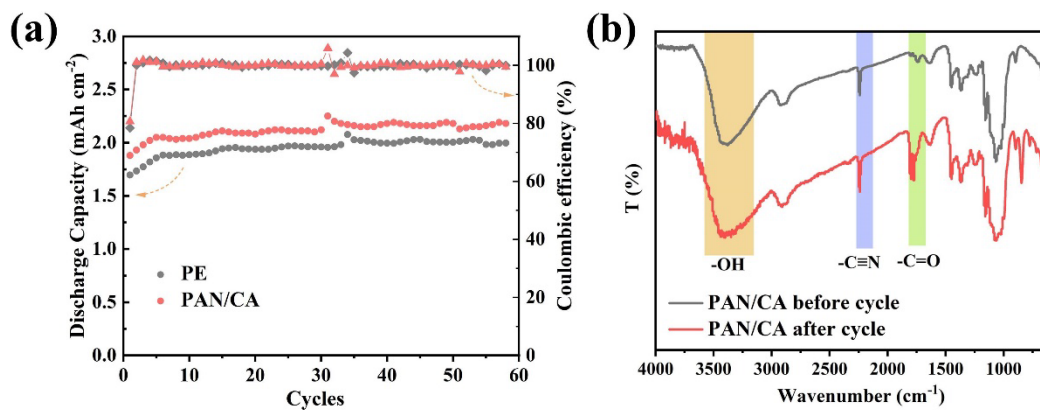 (a)
Discharge Capacity (mAh cm-2)
3.0
2.5
2.0
1.5
1.0
0.5
0.0
PE
PAN/CA
0 10 20 30 40 50 60
Cycles
100
80
60
40
20
0
Coulombic efficiency (%)
(b)
T (%)
-OH
-C≡N
-C=O
PAN/CA before cycle
PAN/CA after cycle
4000 3500 3000 2500 2000 1500 1000
Wavenumber (cm-1)